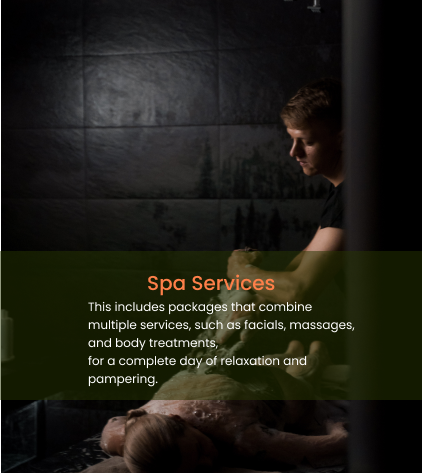 Spa Services
This includes packages that combine
multiple services, such as facials, massages,
and body treatments,
for a complete day of relaxation and
pampering.